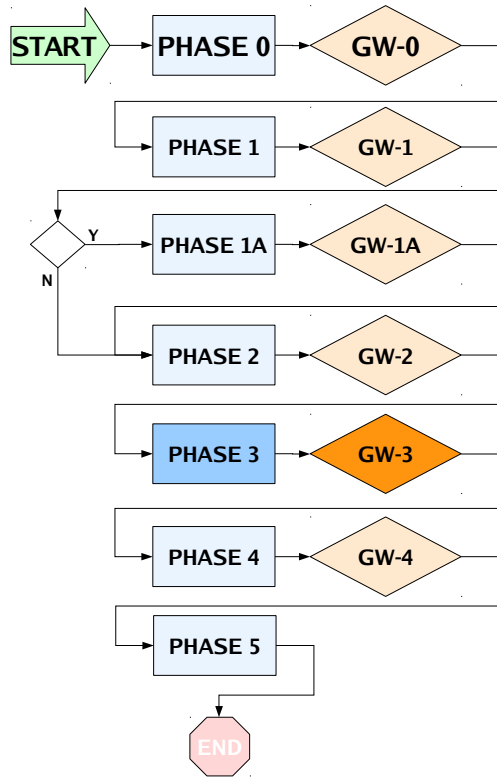 START
PHASE 0
GW-0
PHASE 1
GW-1
Y
PHASE 1A
GW-1A
N
PHASE 2
GW-2
PHASE 3
GW-3
PHASE 4
GW-4
PHASE 5
END